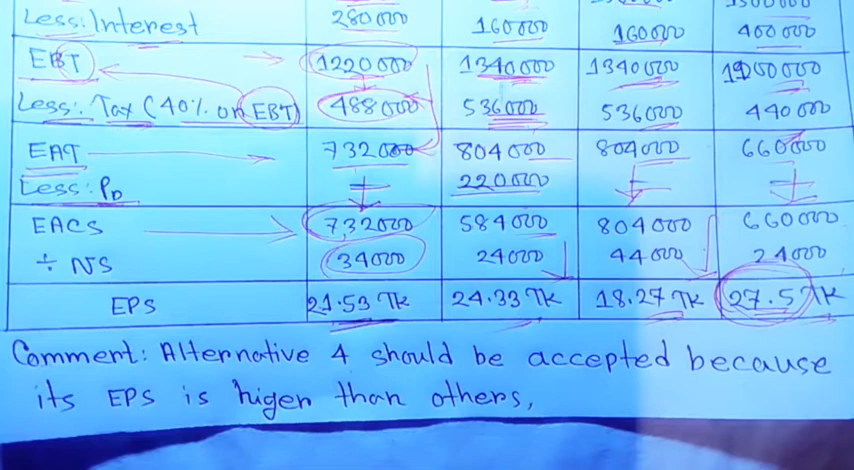 Less: Interest 280000 160000 160000 400000
EBT 1220000 1340000 1340000 1100000
Less: Tax (40% on EBT) 488000 536000 536000 440000
EAT 732000 804000 804000 660000
Less: PD 220000
EACS 732000 584000 804000 660000
÷ NS 34000 24000 44000 24000
EPS 21.53 TK 24.33 TK 18.27 TK 27.5 TK
Comment: Alternative 4 should be accepted because
its EPS is higen than others,